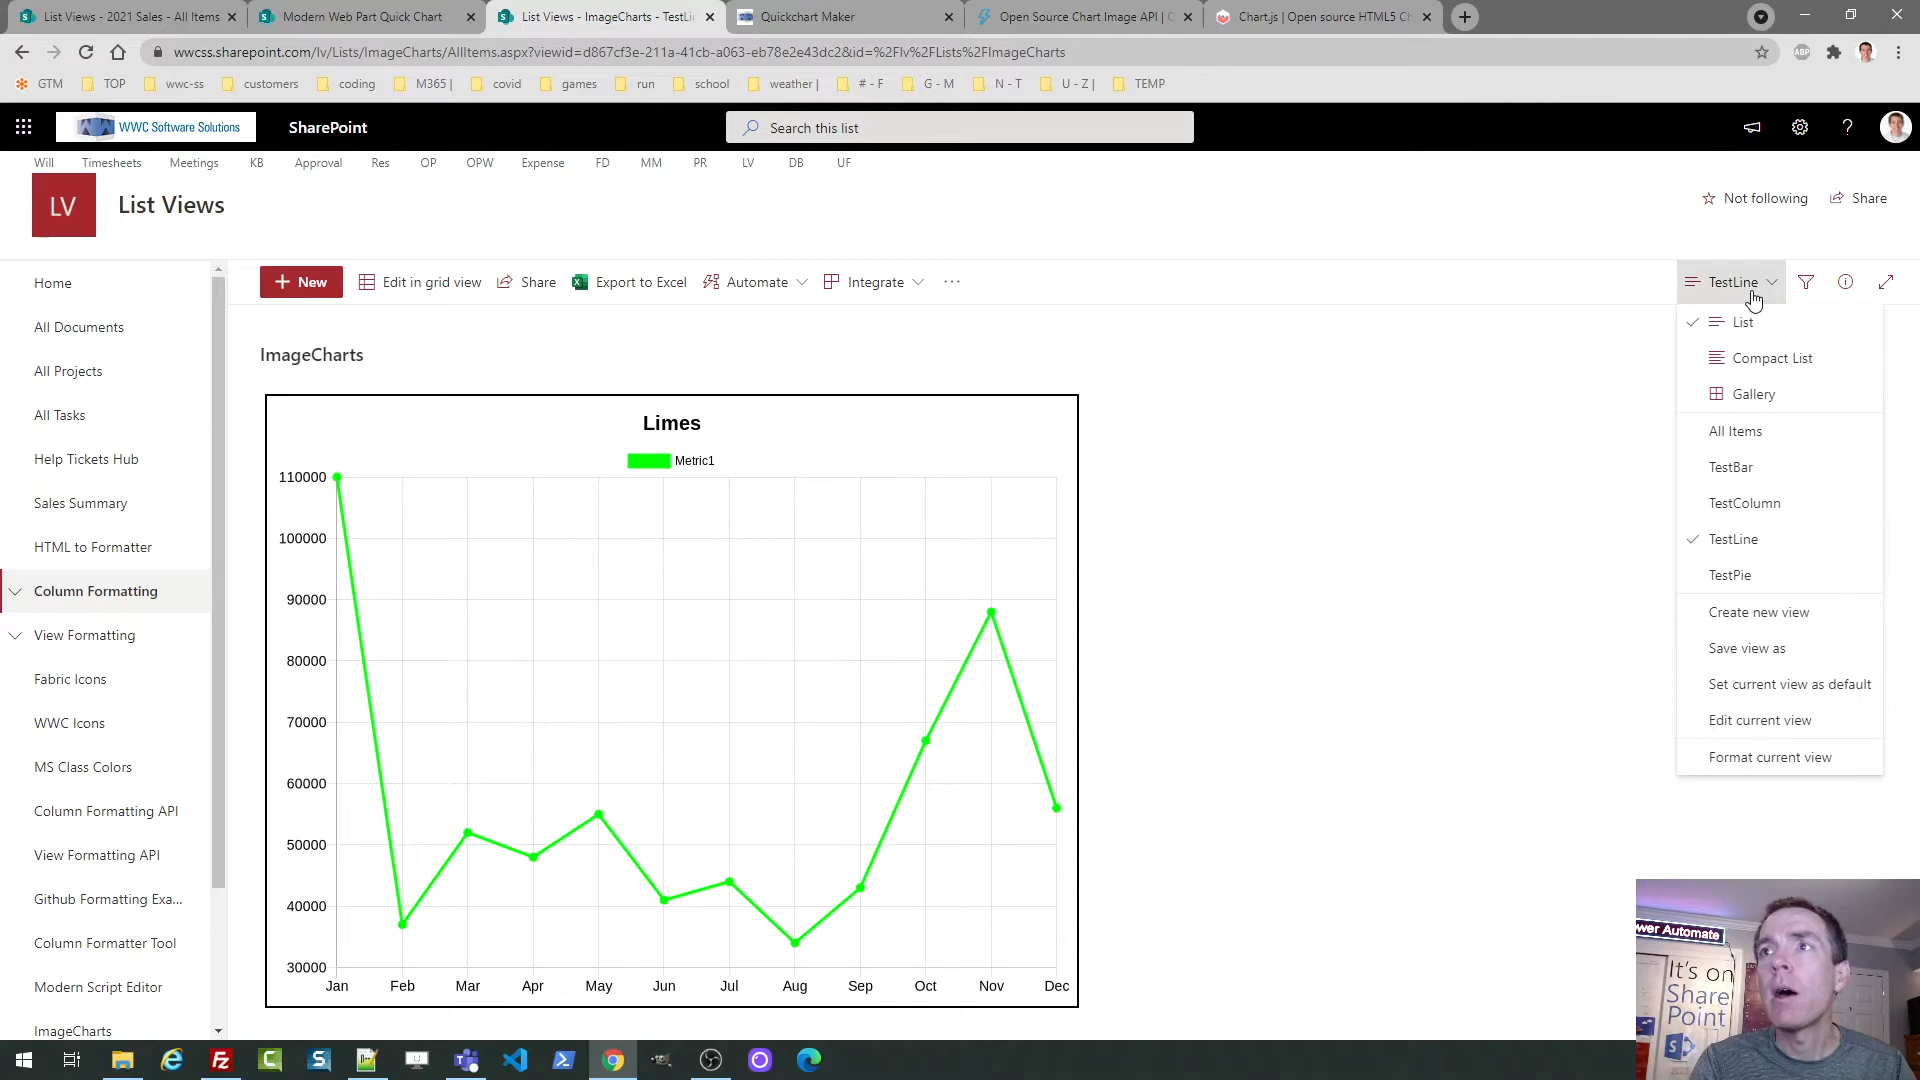 List Views - 2021 Sales - All Items
Modern Web Part Quick Chart
List Views - ImageCharts - TestLin
Quickchart Maker
Open Source Chart Image API | C
Chart.js | Open source HTML5 Ch
wwcss.sharepoint.com/lv/Lists/ImageCharts/AllItems.aspx?viewid=d867cf3e-211a-41cb-a063-eb78e2e43dc2&id=%2Flv%2FLists%2FImageCharts
ABP
GTM
TOP
wwc-ss
customers
coding
M365 |
covid
games
run
school
weather |
# - F
G - M
N - T
U - Z |
TEMP
WWC Software Solutions
SharePoint
Search this list
?
Will
Timesheets
Meetings
KB
Approval
Res
OP
OPW
Expense
FD
MM
PR
LV
DB
UF
LV
List Views
Not following
Share
Home
All Documents
All Projects
All Tasks
Help Tickets Hub
Sales Summary
HTML to Formatter
Column Formatting
View Formatting
Fabric Icons
WWC Icons
MS Class Colors
Column Formatting API
View Formatting API
Github Formatting Exa...
Column Formatter Tool
Modern Script Editor
ImageCharts
New
Edit in grid view
Share
Export to Excel
Automate
Integrate
TestLine
List
Compact List
Gallery
All Items
TestBar
TestColumn
TestLine
TestPie
Create new view
Save view as
Set current view as default
Edit current view
Format current view
ImageCharts
Limes
Metric1
110000
100000
90000
80000
70000
60000
50000
40000
30000
Jan
Feb
Mar
Apr
May
Jun
Jul
Aug
Sep
Oct
Nov
Dec
wer Automate
It's on
Share
Point